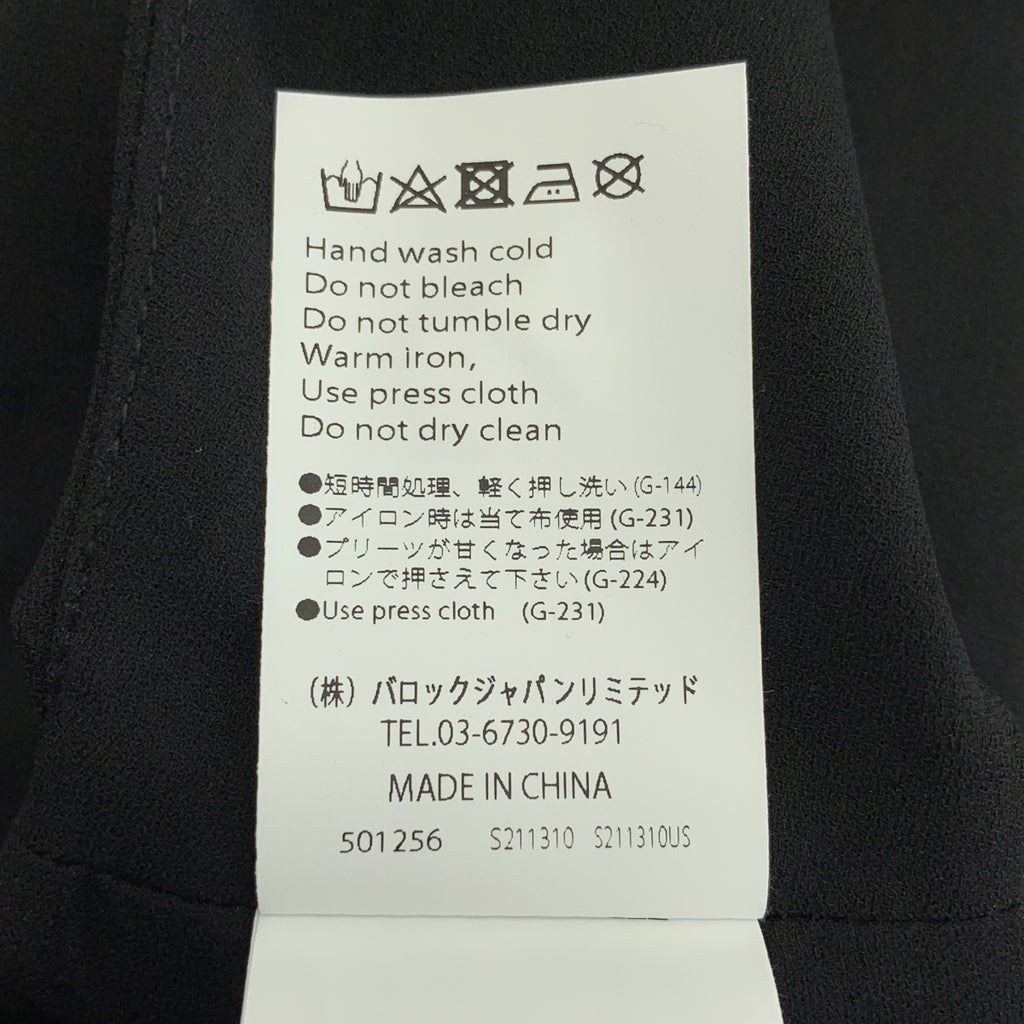 Hand wash cold
Do not bleach
Do not tumble dry
Warm iron,
Use press cloth
Do not dry clean
●短時間処理、軽く押し洗い(G-144)
●アイロン時は当て布使用(G-231)
●プリーツが甘くなった場合はアイ
ロンで押さえて下さい(G-224)
●Use press cloth (G-231)
(株) バロックジャパンリミテッド
TEL.03-6730-9191
MADE IN CHINA
501256 S211310 S211310US